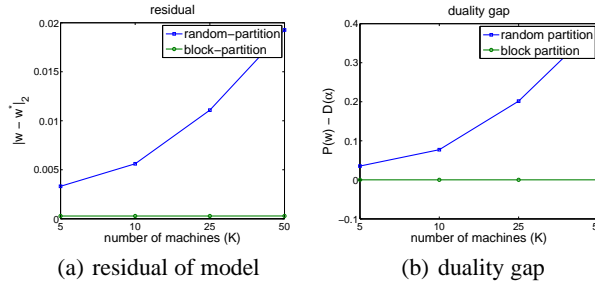 residual
random−partition
block−partition
0.02
0.015
0.01
0.005
0
|w − w*|₂
5
10
25
50
number of machines (K)
(a) residual of model
duality gap
random partition
block partition
0.4
0.3
0.2
0.1
0
−0.1
P(w) − D(α)
5
10
25
number of machines (K)
(b) duality gap